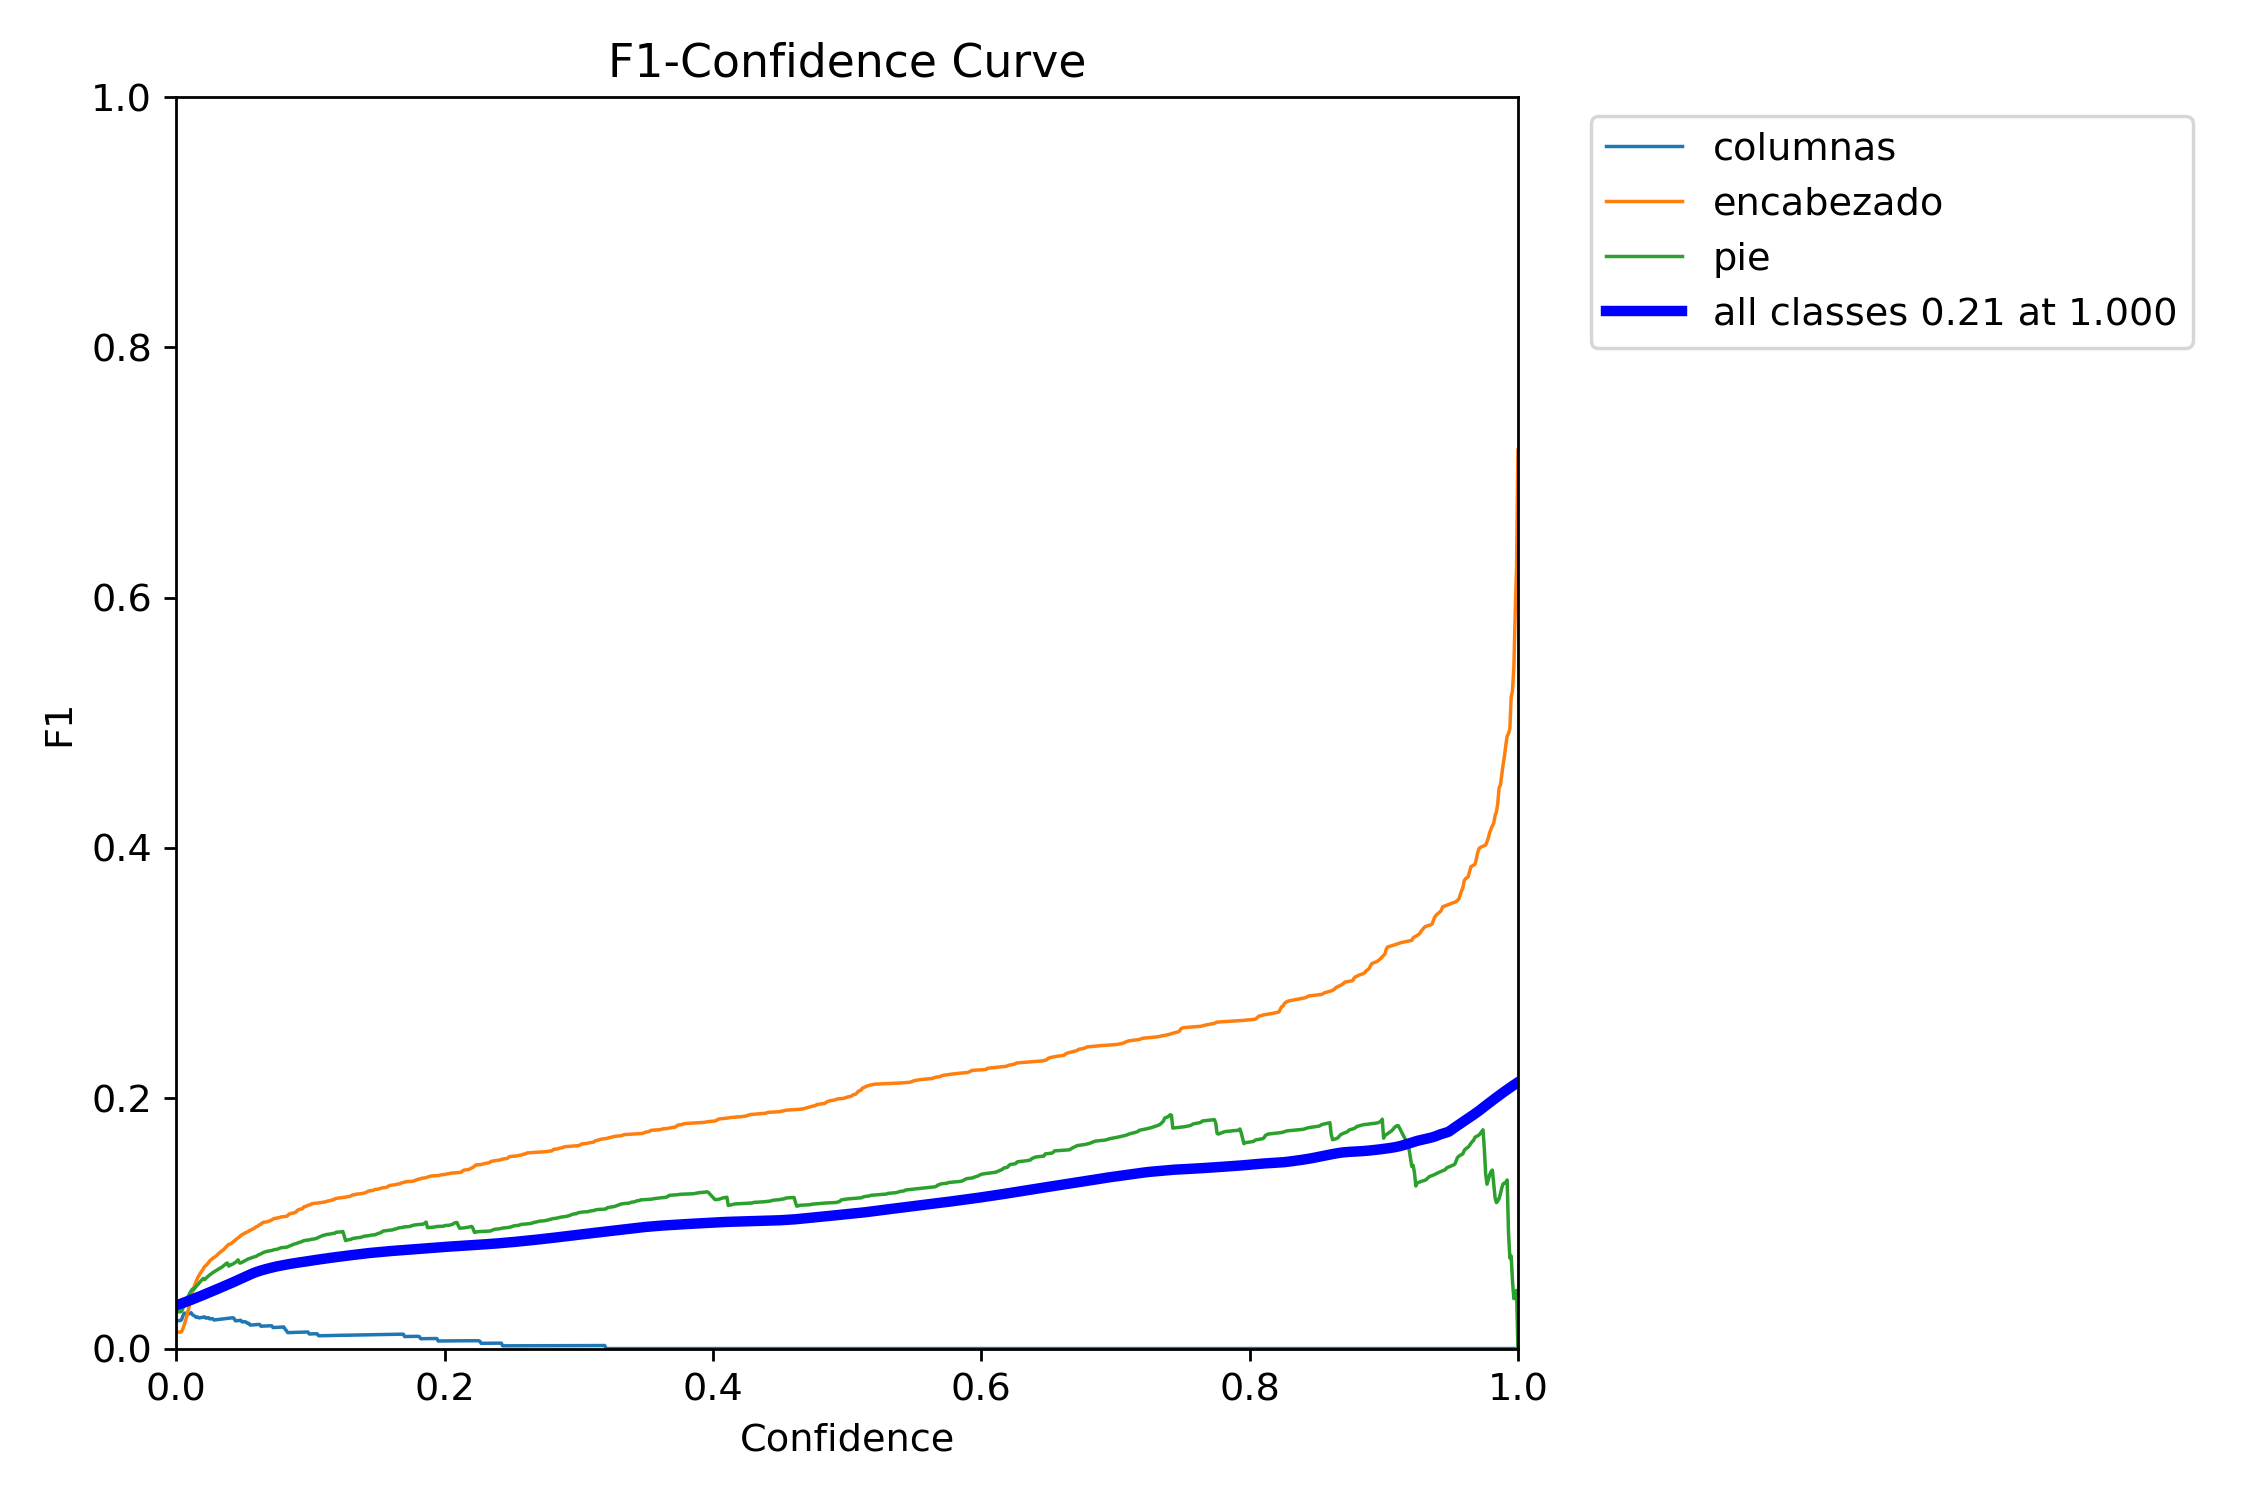 F1-Confidence Curve
1.0
0.8
0.6
0.4
0.2
0.0
F1
0.0 0.2 0.4 0.6 0.8 1.0
Confidence
columnas
encabezado
pie
all classes 0.21 at 1.000